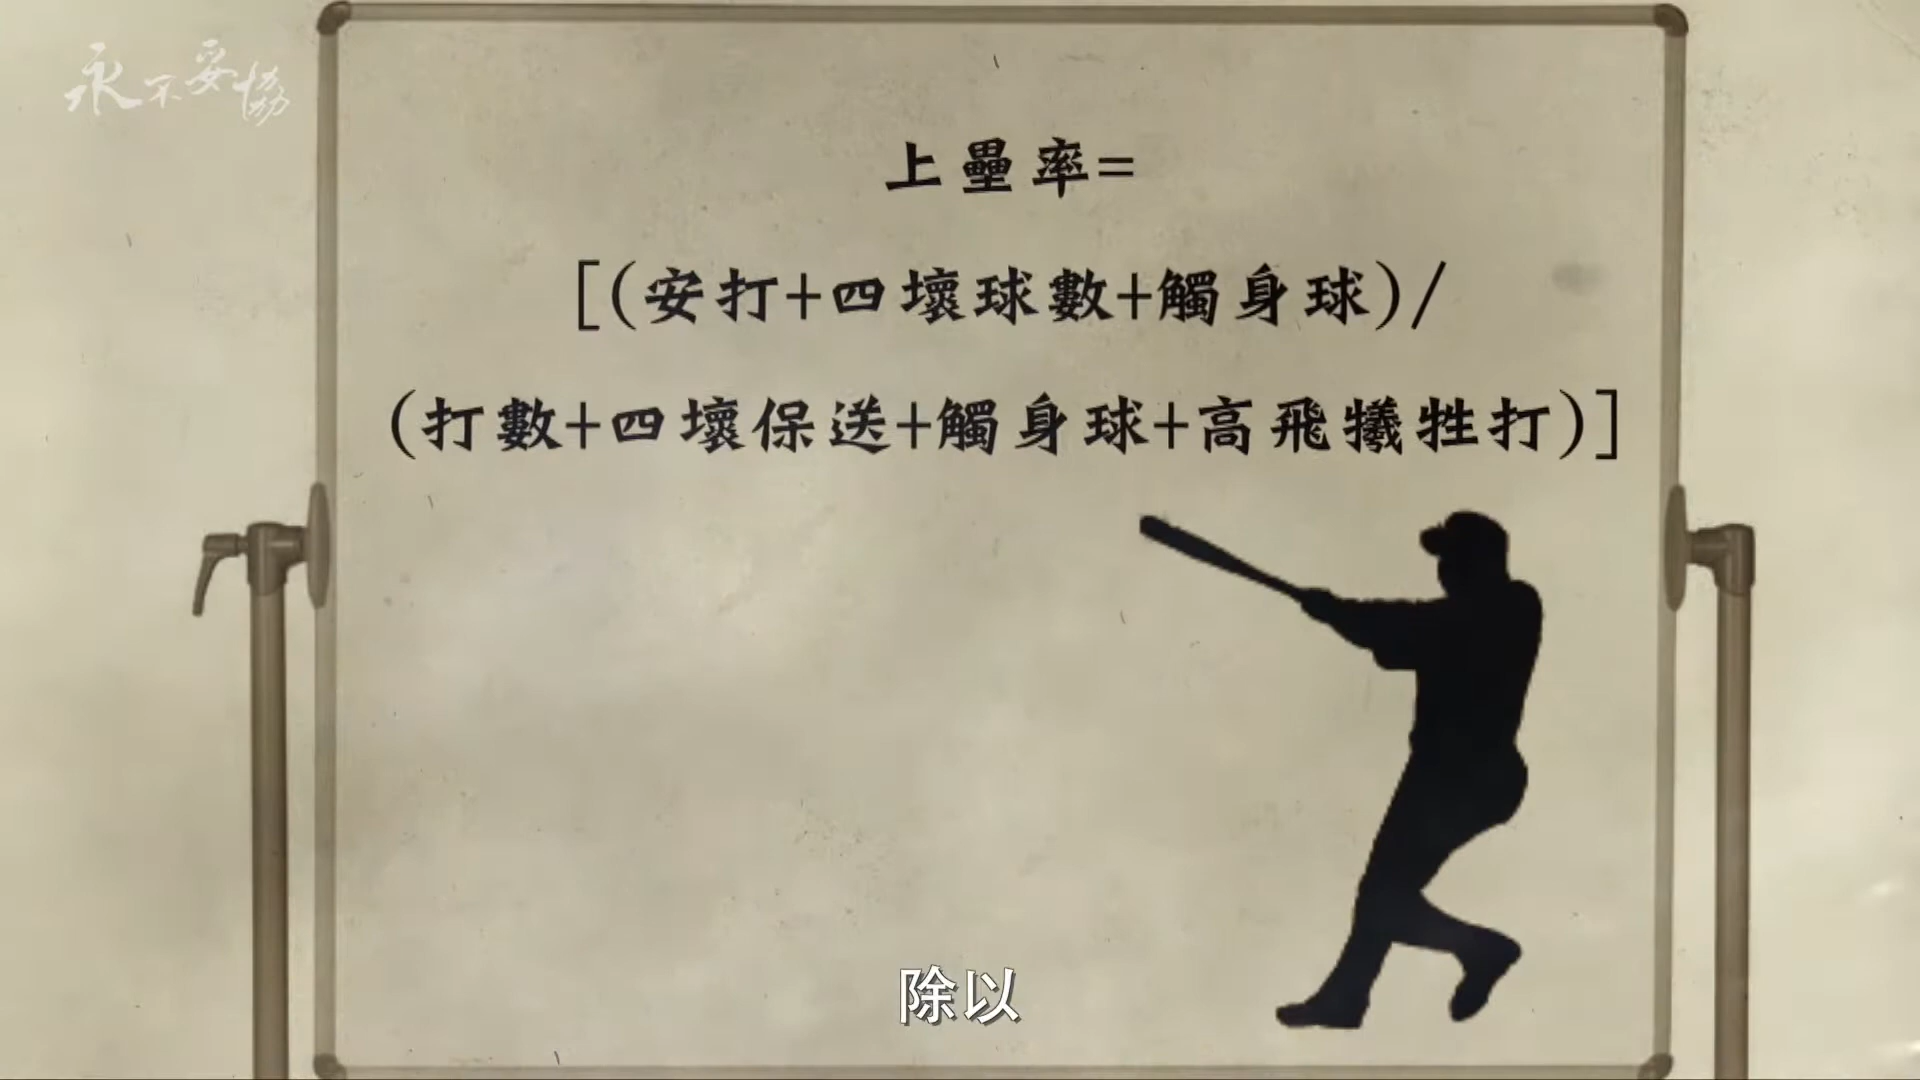 永不妥協
上壘率=
[(安打+四壞球數+觸身球)/
(打數+四壞保送+觸身球+高飛犧牲打)]
除以